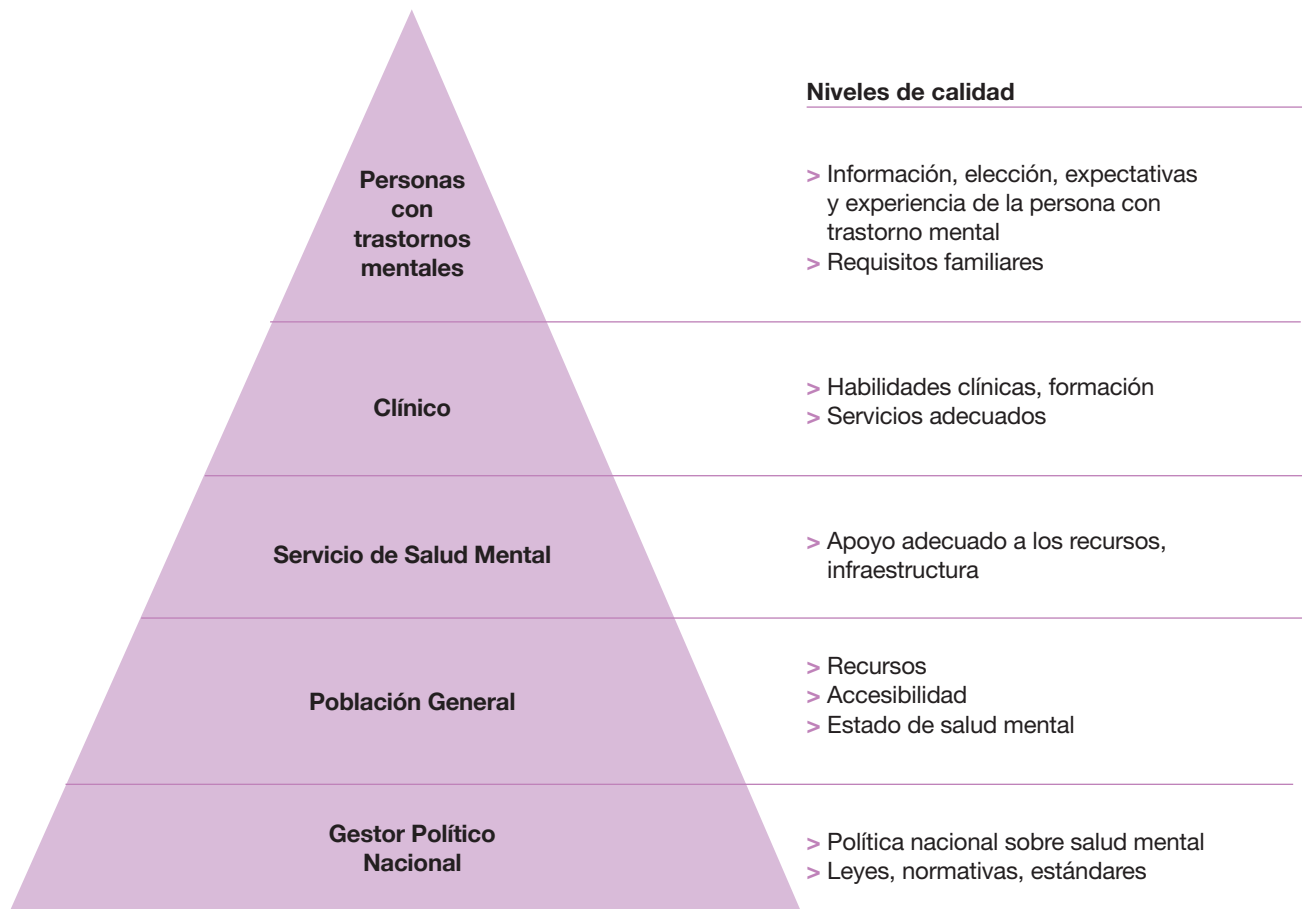 Niveles de calidad
Personas
con
trastornos
mentales
> Información, elección, expectativas
y experiencia de la persona con
trastorno mental
> Requisitos familiares
Clínico
> Habilidades clínicas, formación
> Servicios adecuados
Servicio de Salud Mental
> Apoyo adecuado a los recursos,
infraestructura
Población General
> Recursos
> Accesibilidad
> Estado de salud mental
Gestor Político
Nacional
> Política nacional sobre salud mental
> Leyes, normativas, estándares